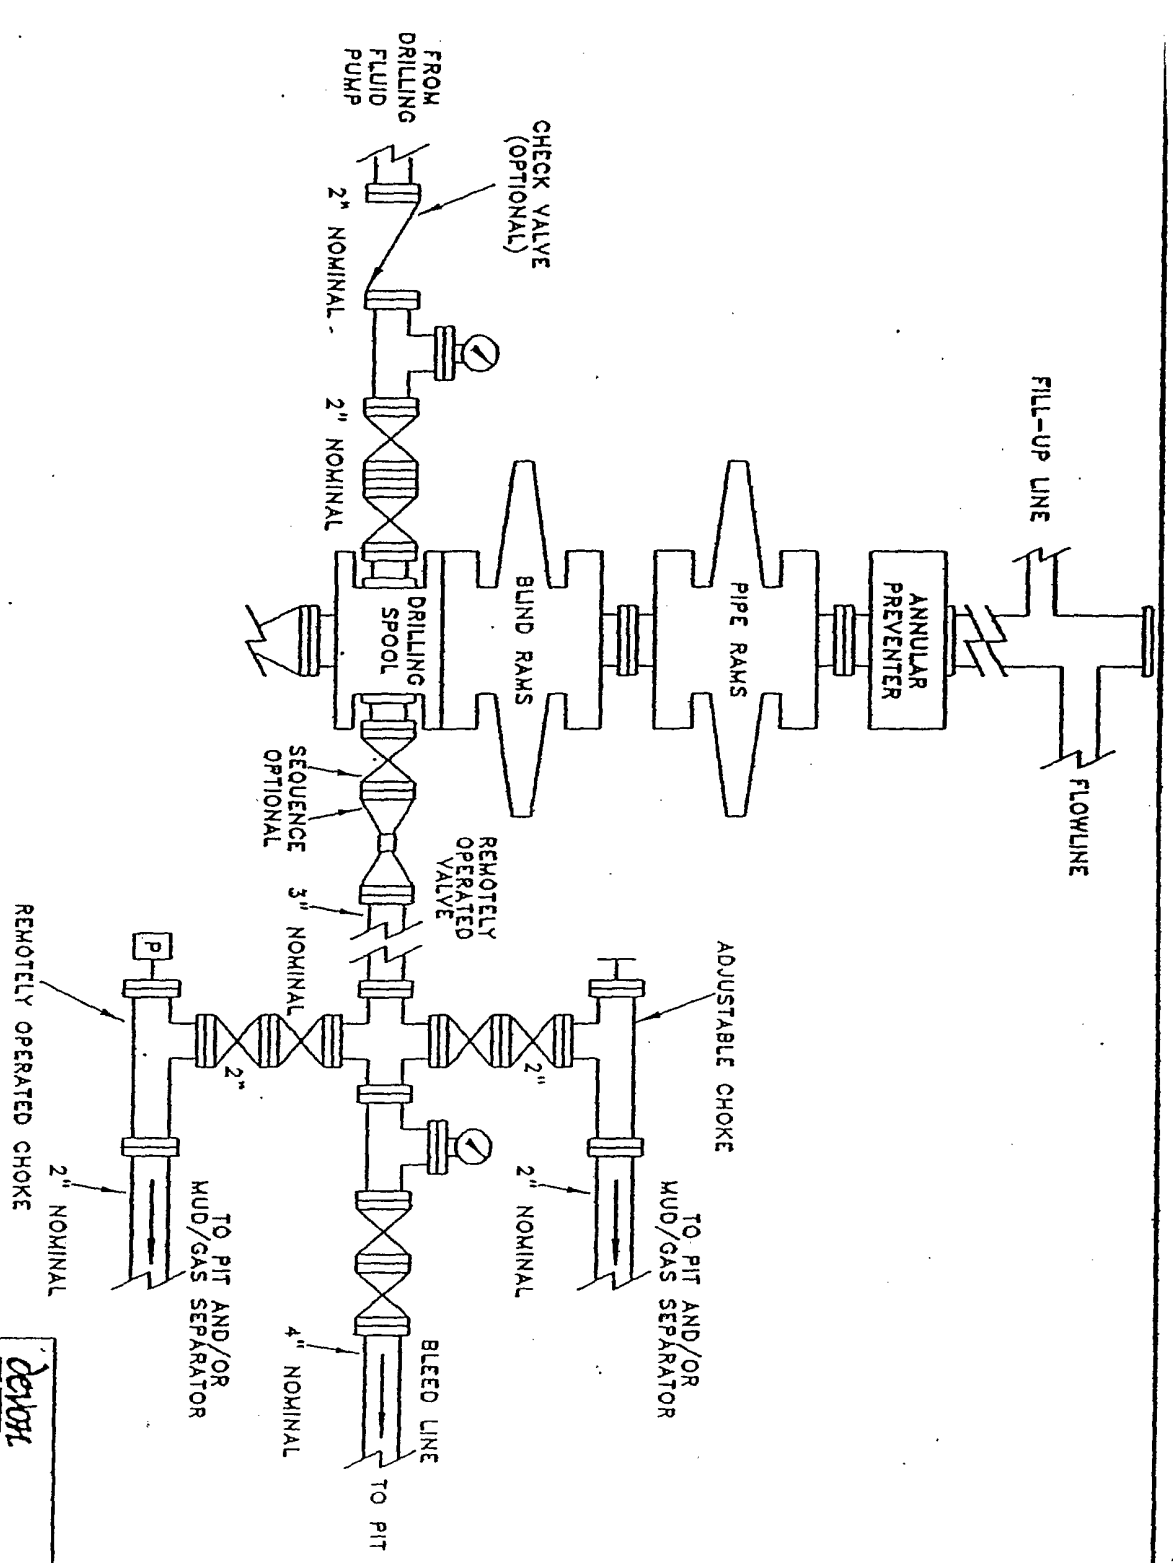 FILL-UP LINE
FLOWLINE
ANNULAR
PREVENTER
PIPE RAMS
BLIND RAMS
DRILLING
SPOOL
FROM
DRILLING
FLUID
PUMP
CHECK VALVE
(OPTIONAL)
2" NOMINAL
2" NOMINAL
SEQUENCE
OPTIONAL
REMOTELY
OPERATED
VALVE
3" NOMINAL
ADJUSTABLE CHOKE
2"
2" NOMINAL
TO PIT AND/OR
MUD/GAS SEPARATOR
BLEED LINE
4" NOMINAL
TO PIT
2"
P
REMOTELY OPERATED CHOKE
2" NOMINAL
TO PIT AND/OR
MUD/GAS SEPARATOR
devon